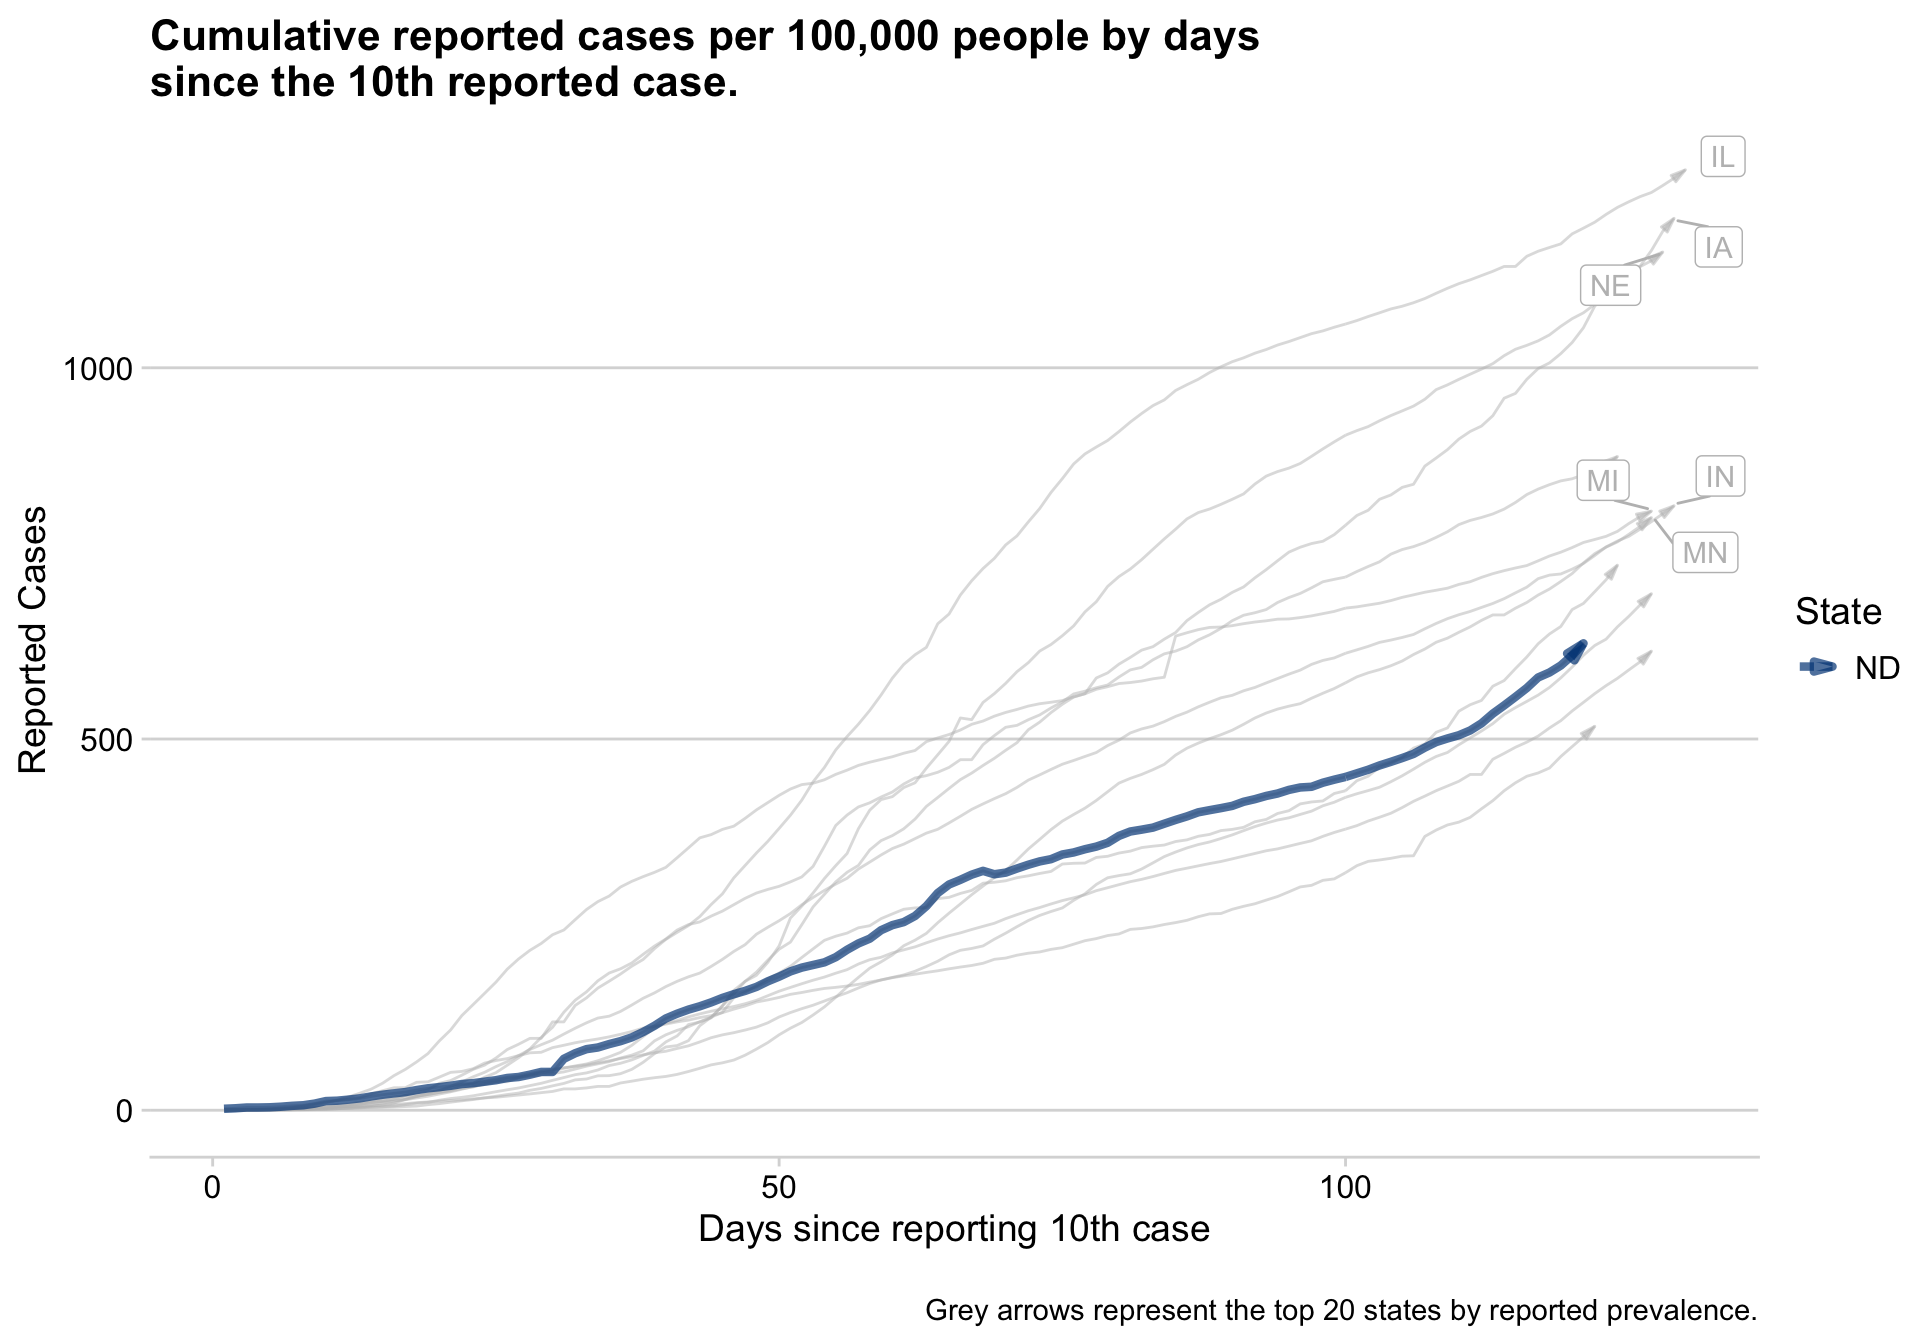 Cumulative reported cases per 100,000 people by days
since the 10th reported case.
IL
IA
NE
1000
MI
IN
MN
Reported Cases
500
State
ND
0
0
50
100
Days since reporting 10th case
Grey arrows represent the top 20 states by reported prevalence.